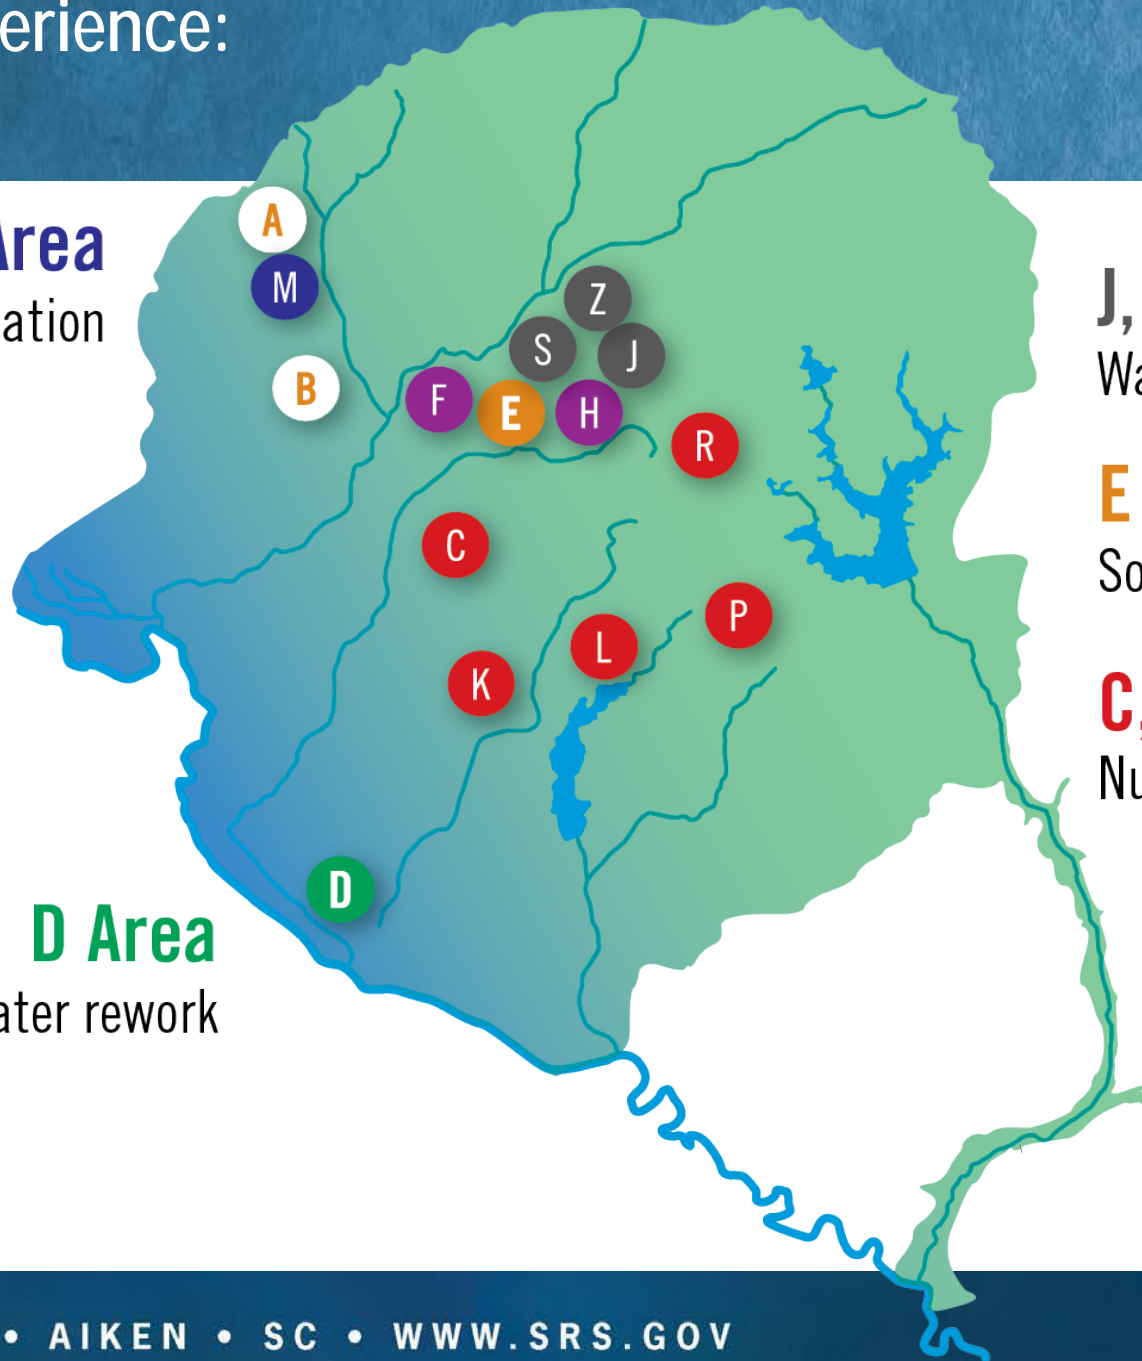 erience:
Area
ation
A
M
B
Z
S
J
F
E
H
R
C
P
L
K
D
D Area
ater rework
J,
Wa
E
So
C,
Nu
• AIKEN • SC • WWW.SRS.GOV